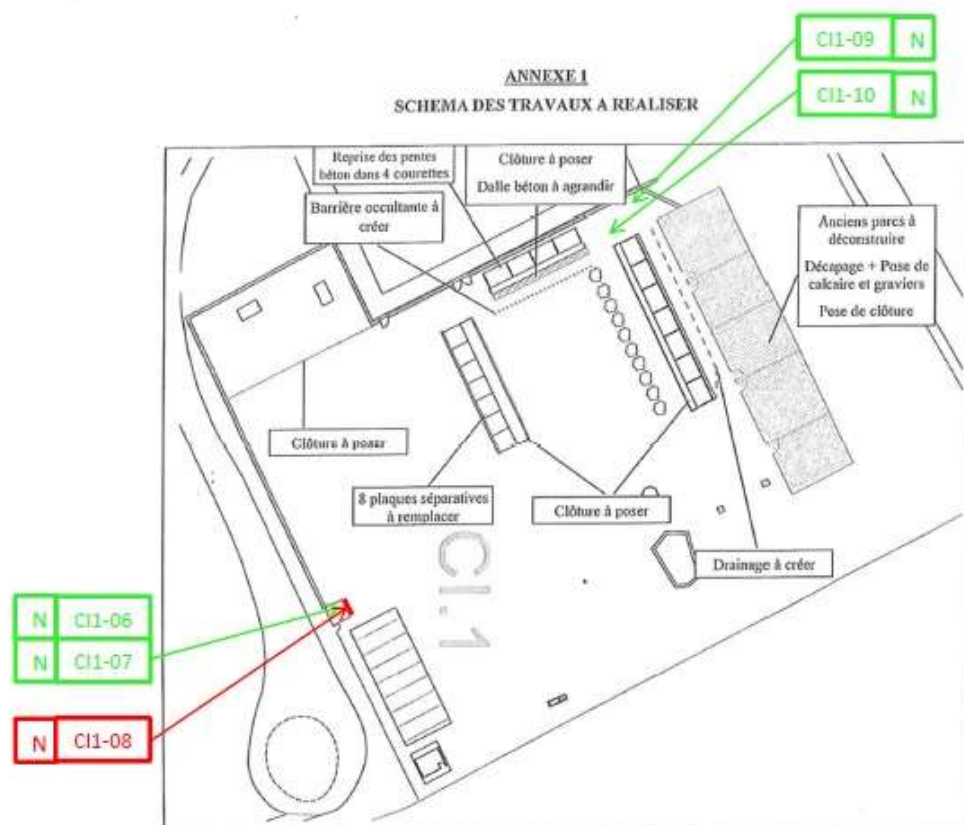 CI1-09 N
ANNEXE 1
SCHEMA DES TRAVAUX A REALISER
CI1-10 N
Reprise des pentes
béton dans 4 courettes
Clôture à poser
Dalle béton à agrandir
Barrière occultante à
créer
Anciens parcs à
déconstruire
Décapage + Pose de
calcaire et graviers
Pose de clôture
Clôture à poser
8 plaques séparatives
à remplacer
Clôture à poser
Drainage à créer
CI.1
N CI1-06
N CI1-07
N CI1-08